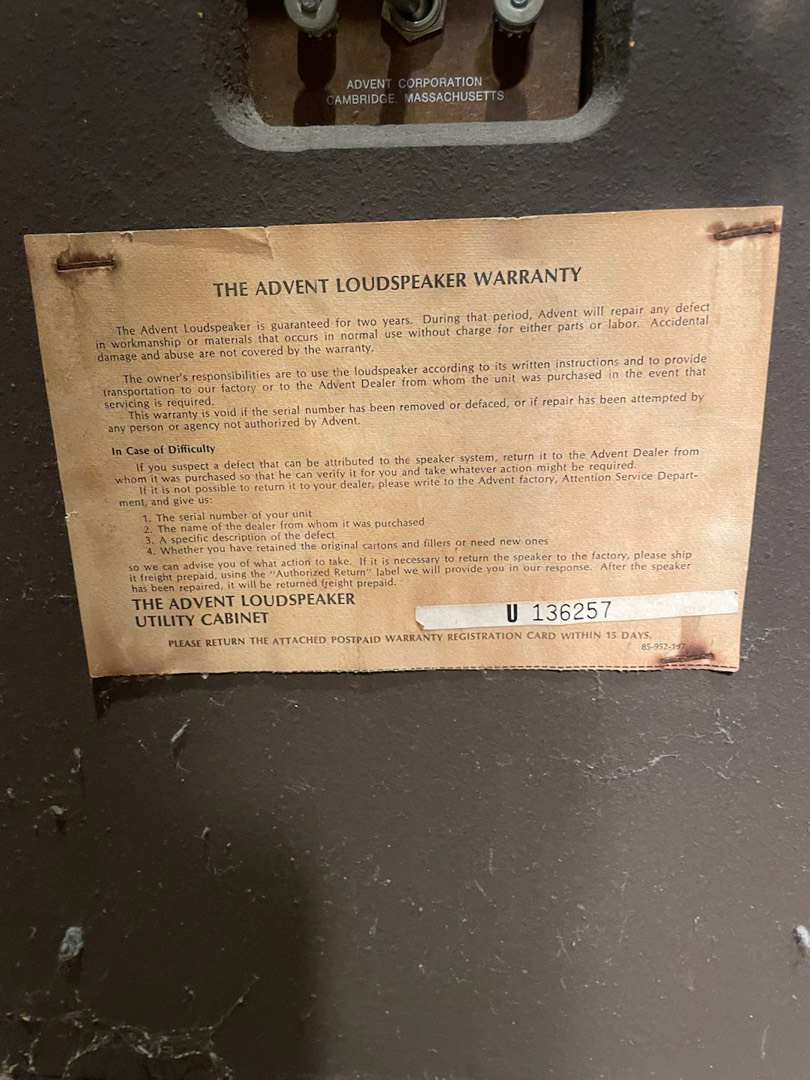 ADVENT CORPORATION
CAMBRIDGE, MASSACHUSETTS
THE ADVENT LOUDSPEAKER WARRANTY
The Advent Loudspeaker is guaranteed for two years. During that period, Advent will repair any defect
in workmanship or materials that occurs in normal use without charge for either parts or labor. Accidental
damage and abuse are not covered by the warranty.
The owner's responsibilities are to use the loudspeaker according to its written instructions and to provide
transportation to our factory or to the Advent Dealer from whom the unit was purchased in the event that
servicing is required.
This warranty is void if the serial number has been removed or defaced, or if repair has been attempted by
any person or agency not authorized by Advent.
In Case of Difficulty
If you suspect a defect that can be attributed to the speaker system, return it to the Advent Dealer from
whom it was purchased so that he can verify it for you and take whatever action might be required.
If it is not possible to return it to your dealer, please write to the Advent factory, Attention Service Depart-
ment, and give us:
1. The serial number of your unit
2. The name of the dealer from whom it was purchased
3. A specific description of the defect
4. Whether you have retained the original cartons and fillers or need new ones
so we can advise you of what action to take. If it is necessary to return the speaker to the factory, please ship
it freight prepaid, using the "Authorized Return" label we will provide you in our response. After the speaker
has been repaired, it will be returned freight prepaid.
THE ADVENT LOUDSPEAKER
UTILITY CABINET
U 136257
PLEASE RETURN THE ATTACHED POSTPAID WARRANTY REGISTRATION CARD WITHIN 15 DAYS.